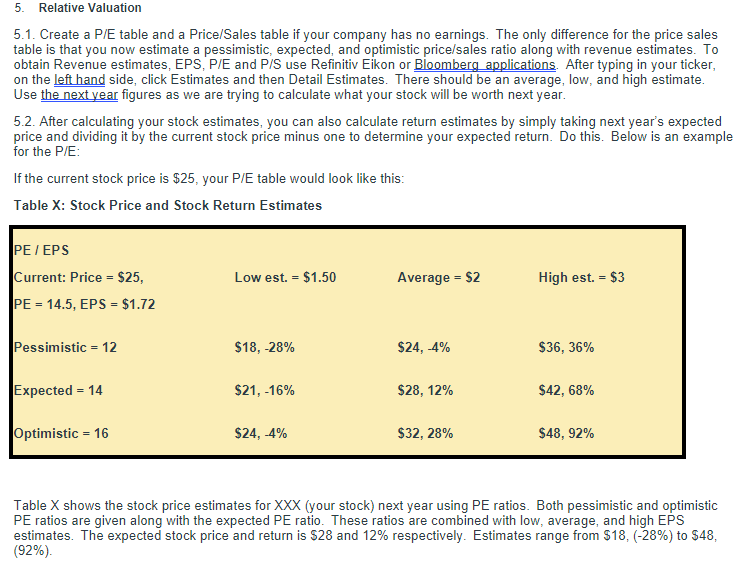 5. Relative Valuation
5.1. Create a P/E table and a Price/Sales table if your company has no earnings. The only difference for the price sales
table is that you now estimate a pessimistic, expected, and optimistic price/sales ratio along with revenue estimates. To
obtain Revenue estimates, EPS, P/E and P/S use Refinitiv Eikon or Bloomberg applications. After typing in your ticker,
on the left hand side, click Estimates and then Detail Estimates. There should be an average, low, and high estimate.
Use the next year figures as we are trying to calculate what your stock will be worth next year.
5.2. After calculating your stock estimates, you can also calculate return estimates by simply taking next year's expected
price and dividing it by the current stock price minus one to determine your expected return. Do this. Below is an example
for the P/E:
If the current stock price is $25, your P/E table would look like this:
Table X: Stock Price and Stock Return Estimates
PE / EPS
Current: Price = $25, Low est. = $1.50 Average = $2 High est. = $3
PE = 14.5, EPS = $1.72
Pessimistic = 12 $18, -28% $24, -4% $36, 36%
Expected = 14 $21, -16% $28, 12% $42, 68%
Optimistic = 16 $24, -4% $32, 28% $48, 92%
Table X shows the stock price estimates for XXX (your stock) next year using PE ratios. Both pessimistic and optimistic
PE ratios are given along with the expected PE ratio. These ratios are combined with low, average, and high EPS
estimates. The expected stock price and return is $28 and 12% respectively. Estimates range from $18, (-28%) to $48,
(92%).